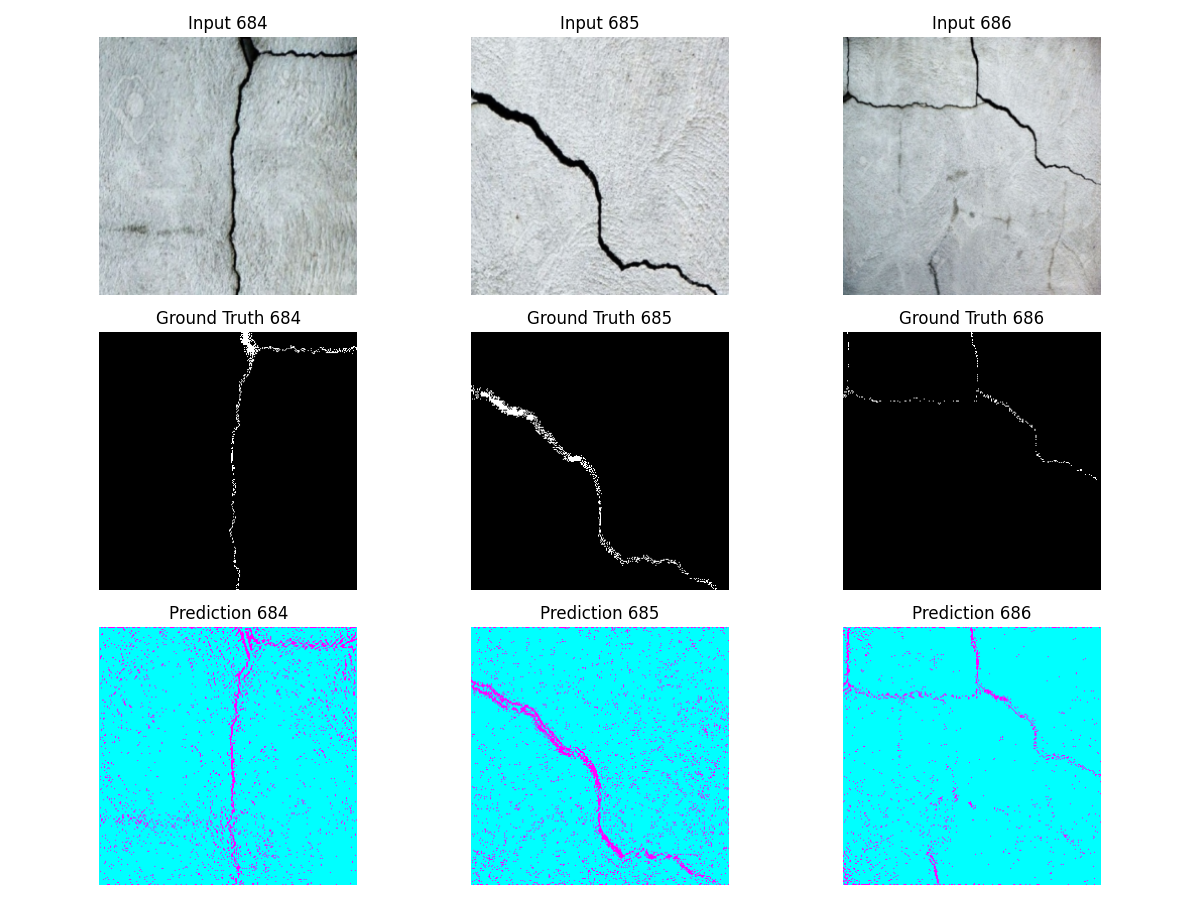 Input 684
Input 685
Input 686
Ground Truth 684
Ground Truth 685
Ground Truth 686
Prediction 684
Prediction 685
Prediction 686